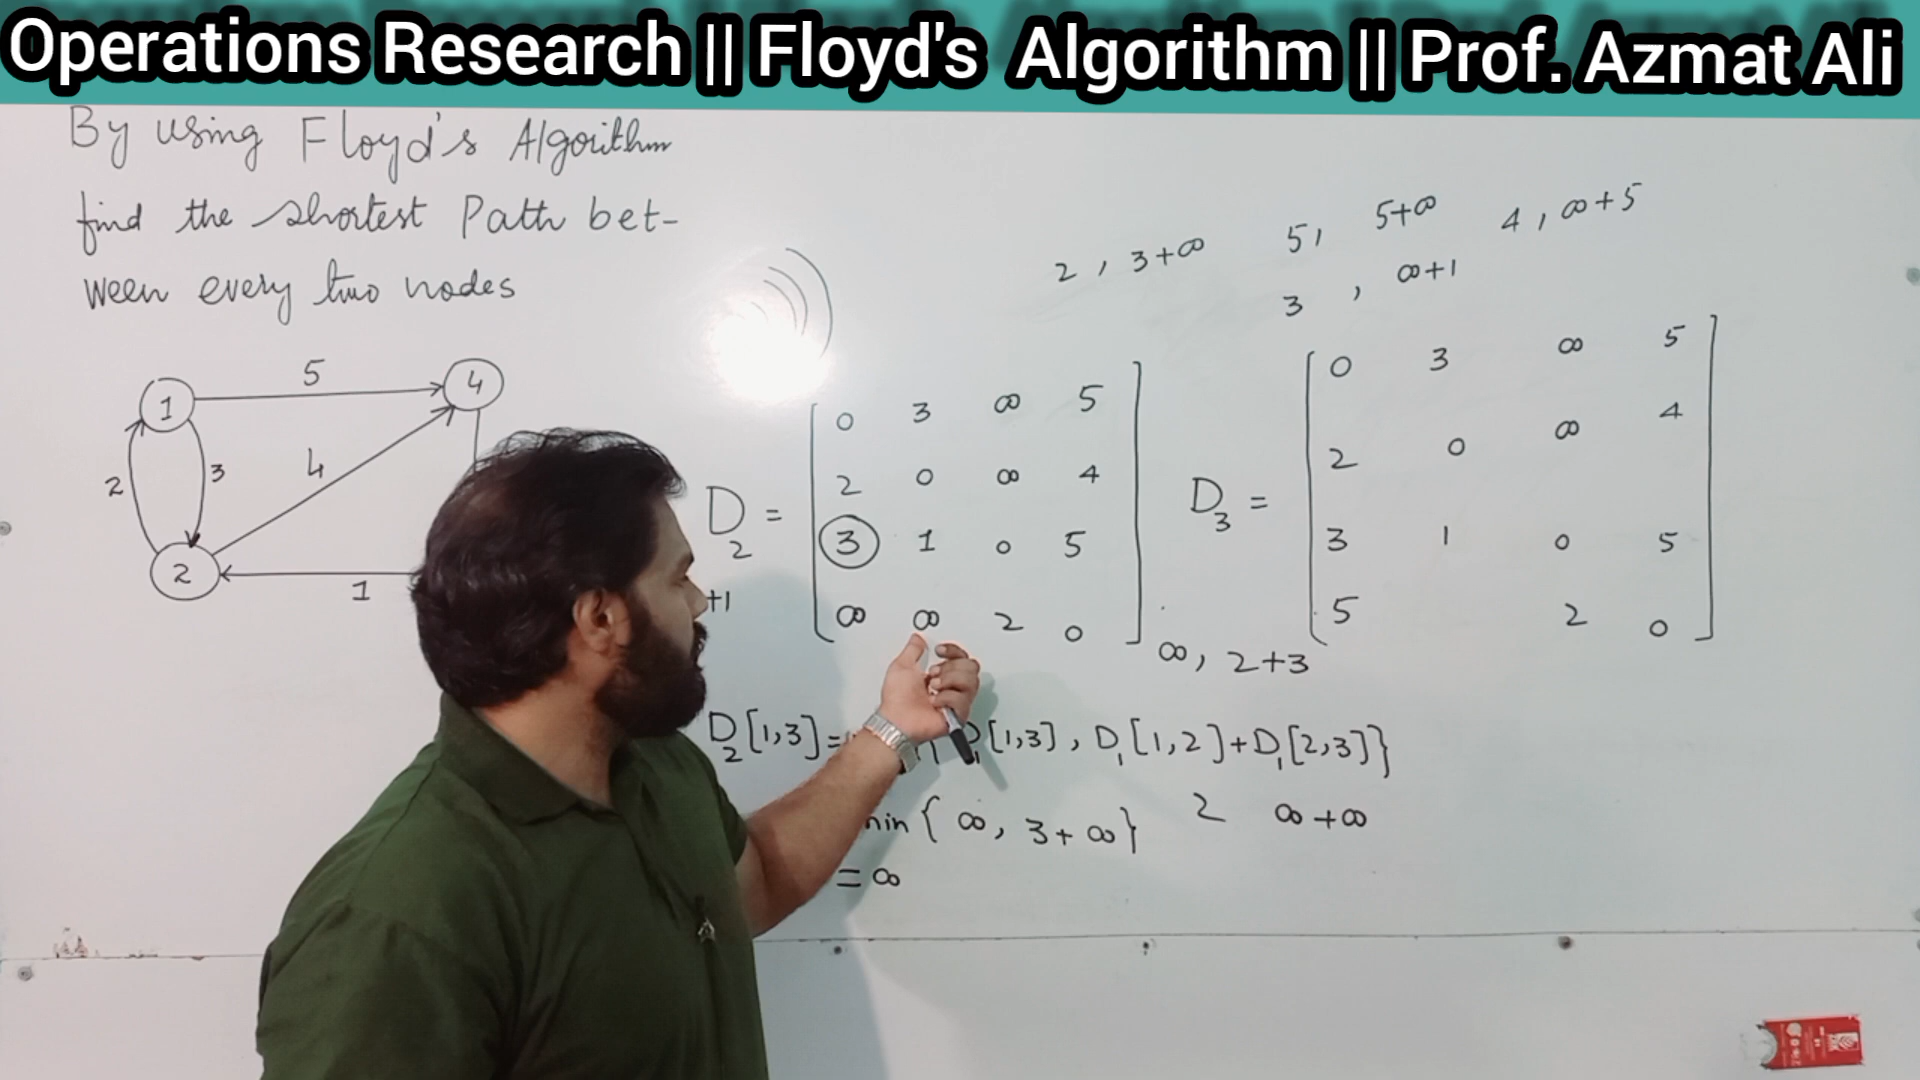 Operations Research || Floyd's Algorithm || Prof. Azmat Ali
By using Floyd's Algorithm
find the shortest Path bet-
ween every two nodes
2 , 3+∞ 5, 5+∞ 4 , ∞+5
3 , ∞+1
1 5 4
2 3 4
2 1
+1
D2 =
0 3 ∞ 5
2 0 ∞ 4
3 1 0 5
∞ ∞ 2 0
D3 =
0 3 ∞ 5
2 0 ∞ 4
3 1 0 5
5 2 0
∞, 2+3
D2[1,3]= [1,3] , D1[1,2]+D1[2,3]}
{ ∞, 3+∞} 2 ∞+∞
= ∞